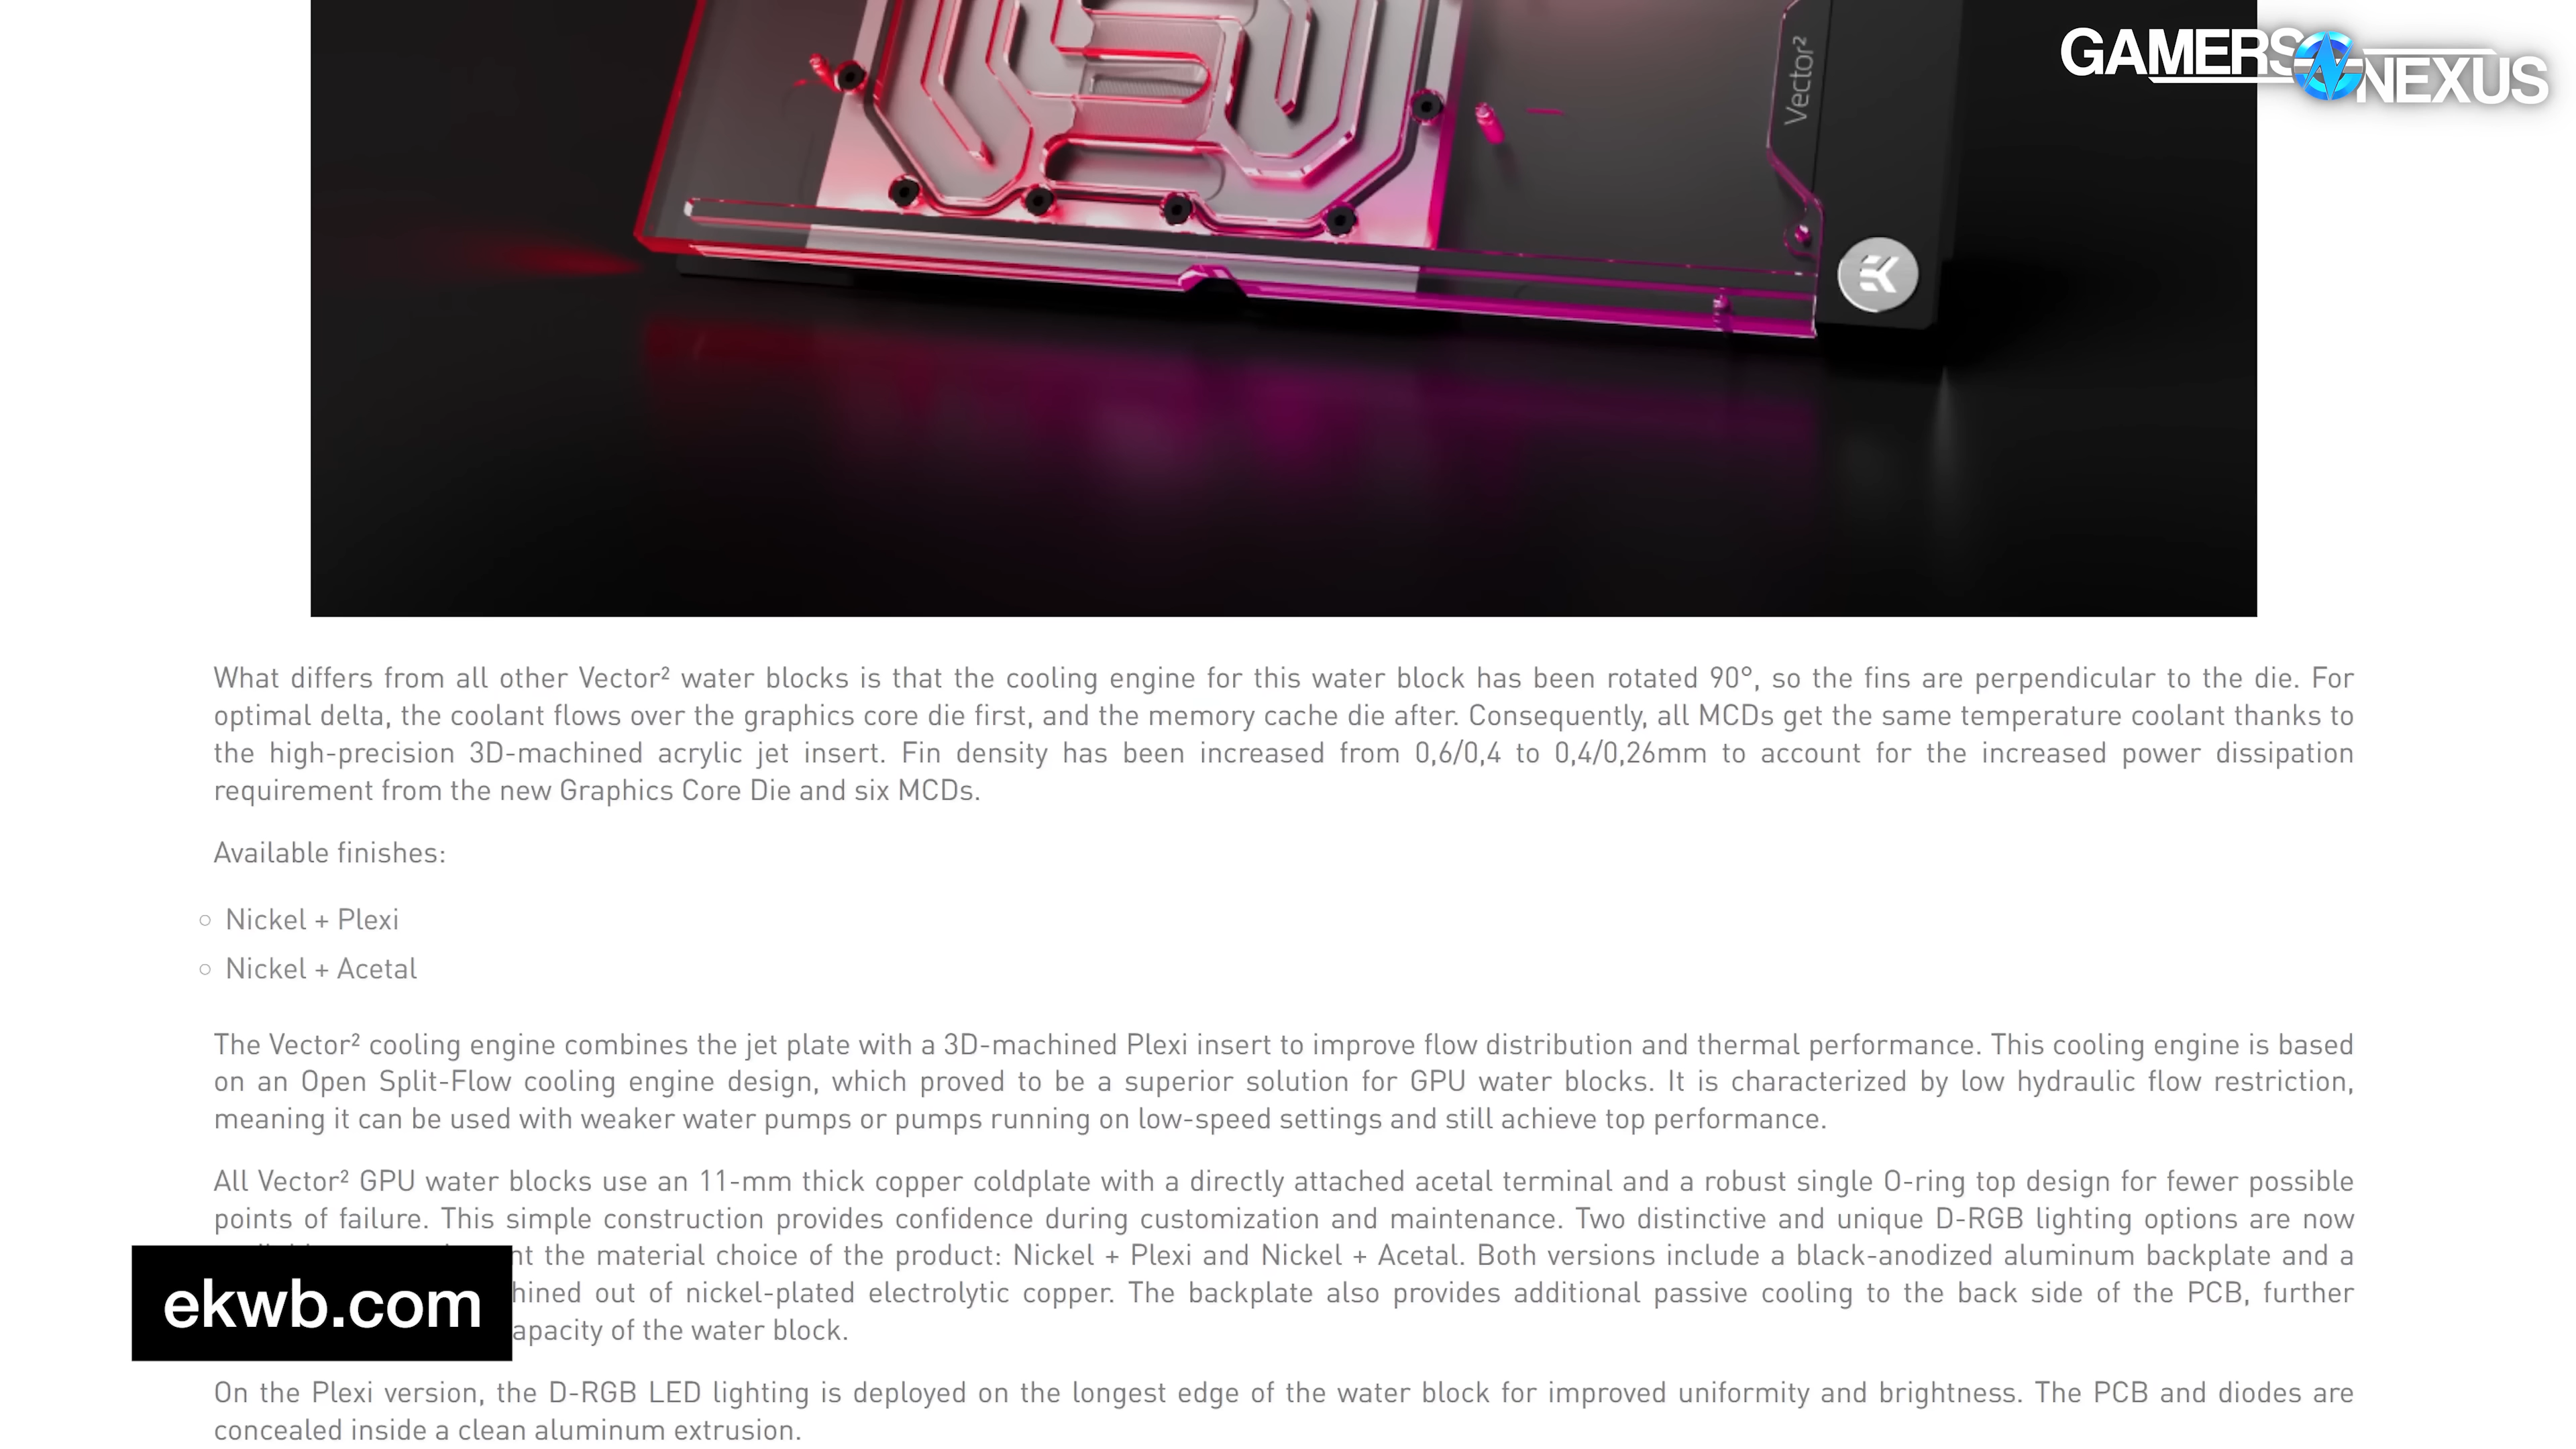 GAMERS NEXUS
Vector²
What differs from all other Vector² water blocks is that the cooling engine for this water block has been rotated 90°, so the fins are perpendicular to the die. For
optimal delta, the coolant flows over the graphics core die first, and the memory cache die after. Consequently, all MCDs get the same temperature coolant thanks to
the high-precision 3D-machined acrylic jet insert. Fin density has been increased from 0,6/0,4 to 0,4/0,26mm to account for the increased power dissipation
requirement from the new Graphics Core Die and six MCDs.
Available finishes:
Nickel + Plexi
Nickel + Acetal
The Vector² cooling engine combines the jet plate with a 3D-machined Plexi insert to improve flow distribution and thermal performance. This cooling engine is based
on an Open Split-Flow cooling engine design, which proved to be a superior solution for GPU water blocks. It is characterized by low hydraulic flow restriction,
meaning it can be used with weaker water pumps or pumps running on low-speed settings and still achieve top performance.
All Vector² GPU water blocks use an 11-mm thick copper coldplate with a directly attached acetal terminal and a robust single O-ring top design for fewer possible
points of failure. This simple construction provides confidence during customization and maintenance. Two distinctive and unique D-RGB lighting options are now
the material choice of the product: Nickel + Plexi and Nickel + Acetal. Both versions include a black-anodized aluminum backplate and a
out of nickel-plated electrolytic copper. The backplate also provides additional passive cooling to the back side of the PCB, further
of the water block.
ekwb.com
On the Plexi version, the D-RGB LED lighting is deployed on the longest edge of the water block for improved uniformity and brightness. The PCB and diodes are
concealed inside a clean aluminum extrusion.